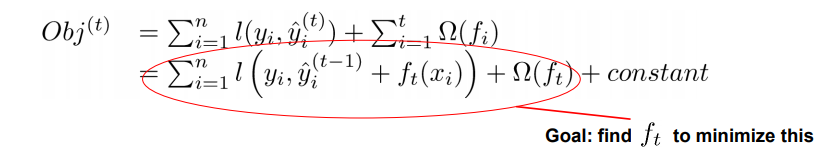 Obj^{(t)} = \sum_{i=1}^{n} l(y_i, \hat{y}_i^{(t)}) + \sum_{i=1}^{t} \Omega(f_i)
= \sum_{i=1}^{n} l\left(y_i, \hat{y}_i^{(t-1)} + f_t(x_i)\right) + \Omega(f_t) + constant
Goal: find f_t to minimize this